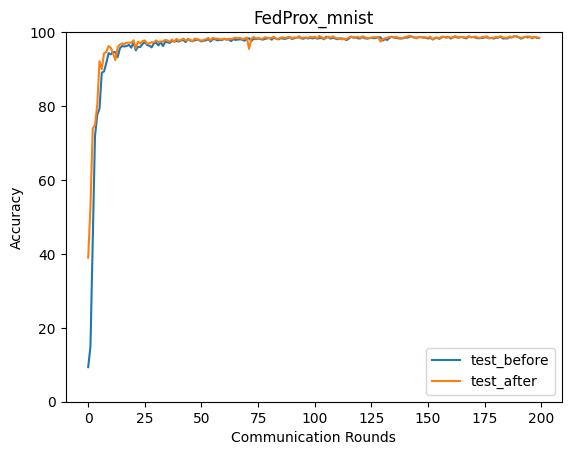 FedProx_mnist
100
80
60
40
20
0
Accuracy
0 25 50 75 100 125 150 175 200
Communication Rounds
test_before
test_after